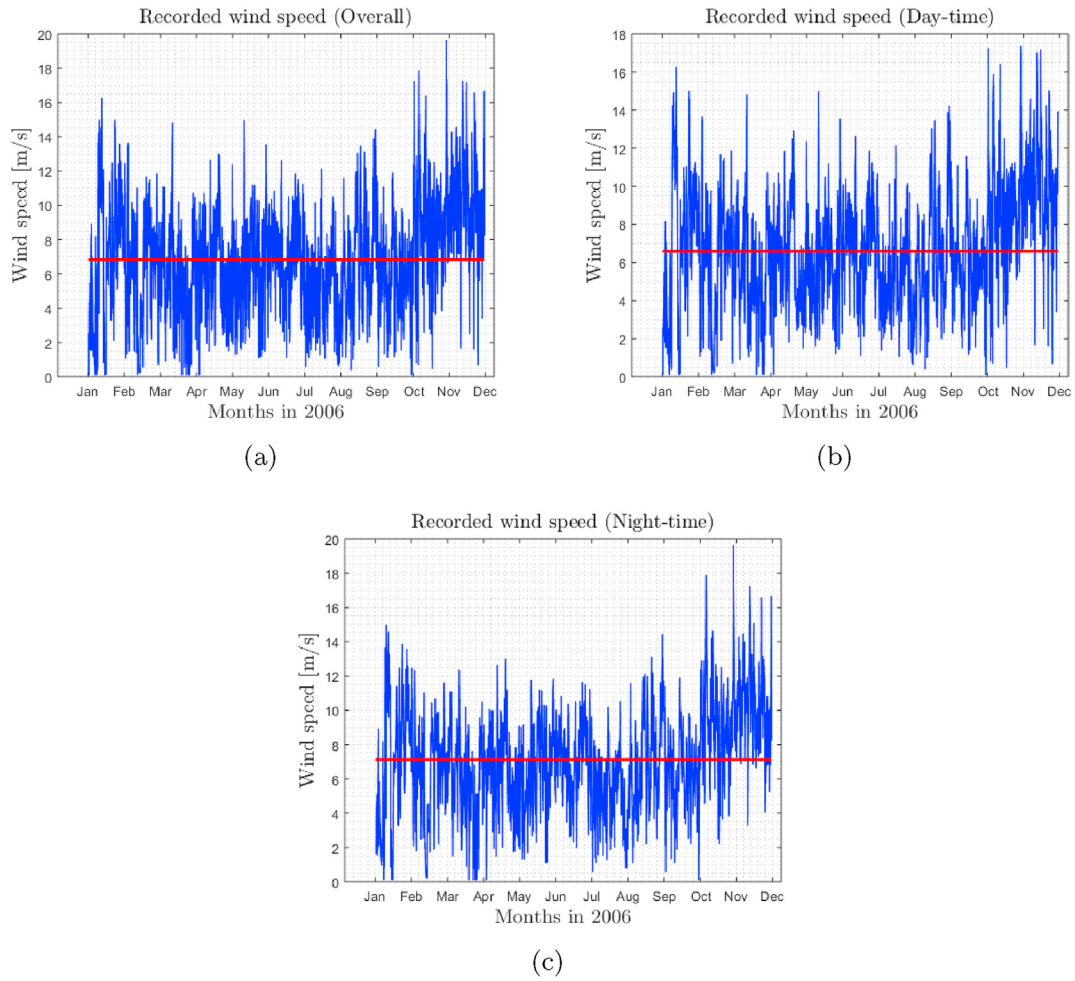 Recorded wind speed (Overall)
20
18
16
14
12
10
8
6
4
2
0
Wind speed [m/s]
Jan Feb Mar Apr May Jun Jul Aug Sep Oct Nov Dec
Months in 2006
(a)
Recorded wind speed (Day-time)
18
16
14
12
10
8
6
4
2
0
Wind speed [m/s]
Jan Feb Mar Apr May Jun Jul Aug Sep Oct Nov Dec
Months in 2006
(b)
Recorded wind speed (Night-time)
20
18
16
14
12
10
8
6
4
2
0
Wind speed [m/s]
Jan Feb Mar Apr May Jun Jul Aug Sep Oct Nov Dec
Months in 2006
(c)